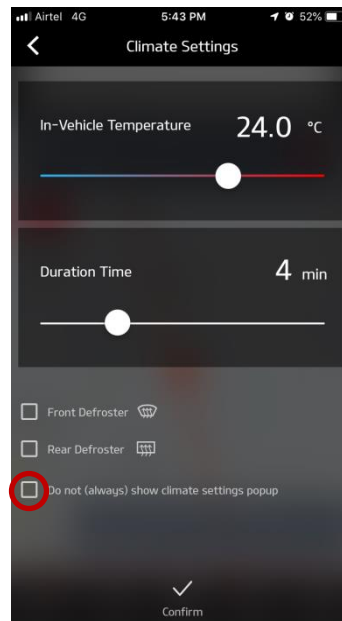 Airtel 4G 5:43 PM 52%
Climate Settings
In-Vehicle Temperature 24.0 °C
Duration Time 4 min
Front Defroster
Rear Defroster
Do not (always) show climate settings popup
Confirm